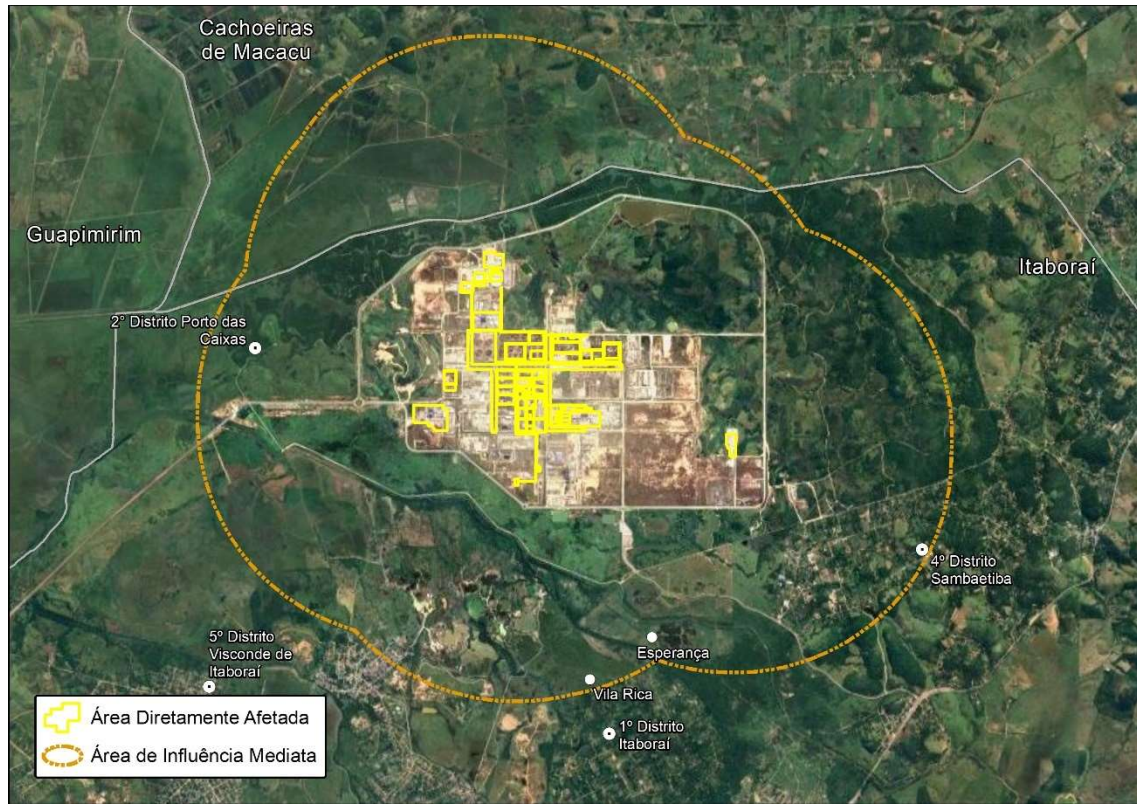 Cachoeiras
de Macacu
Guapimirim
Itaboraí
2° Distrito Porto das
Caixas
4º Distrito
Sambaetiba
5º Distrito
Visconde de
Itaboraí
Esperança
Vila Rica
1º Distrito
Itaboraí
Área Diretamente Afetada
Área de Influência Mediata